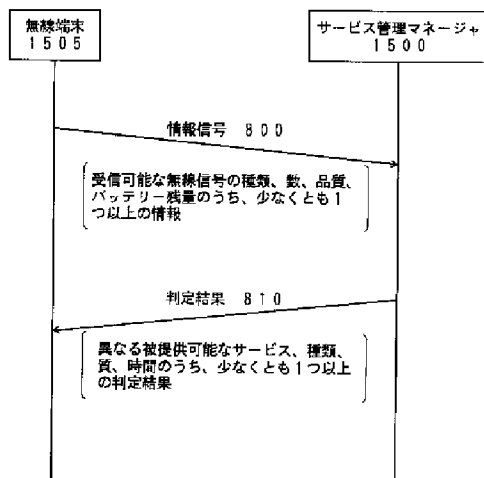 無線端末
1505
サービス管理マネージャ
1500
情報信号 800
受信可能な無線信号の種類、数、品質、
バッテリー残量のうち、少なくとも1
つ以上の情報
判定結果 810
異なる被提供可能なサービス、種類、
質、時間のうち、少なくとも1つ以上
の判定結果